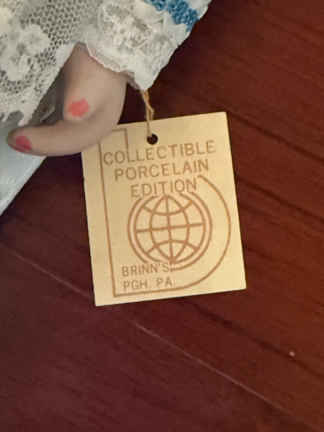 COLLECTIBLE
PORCELAIN
EDITION
BRINN'S
PGH. PA.